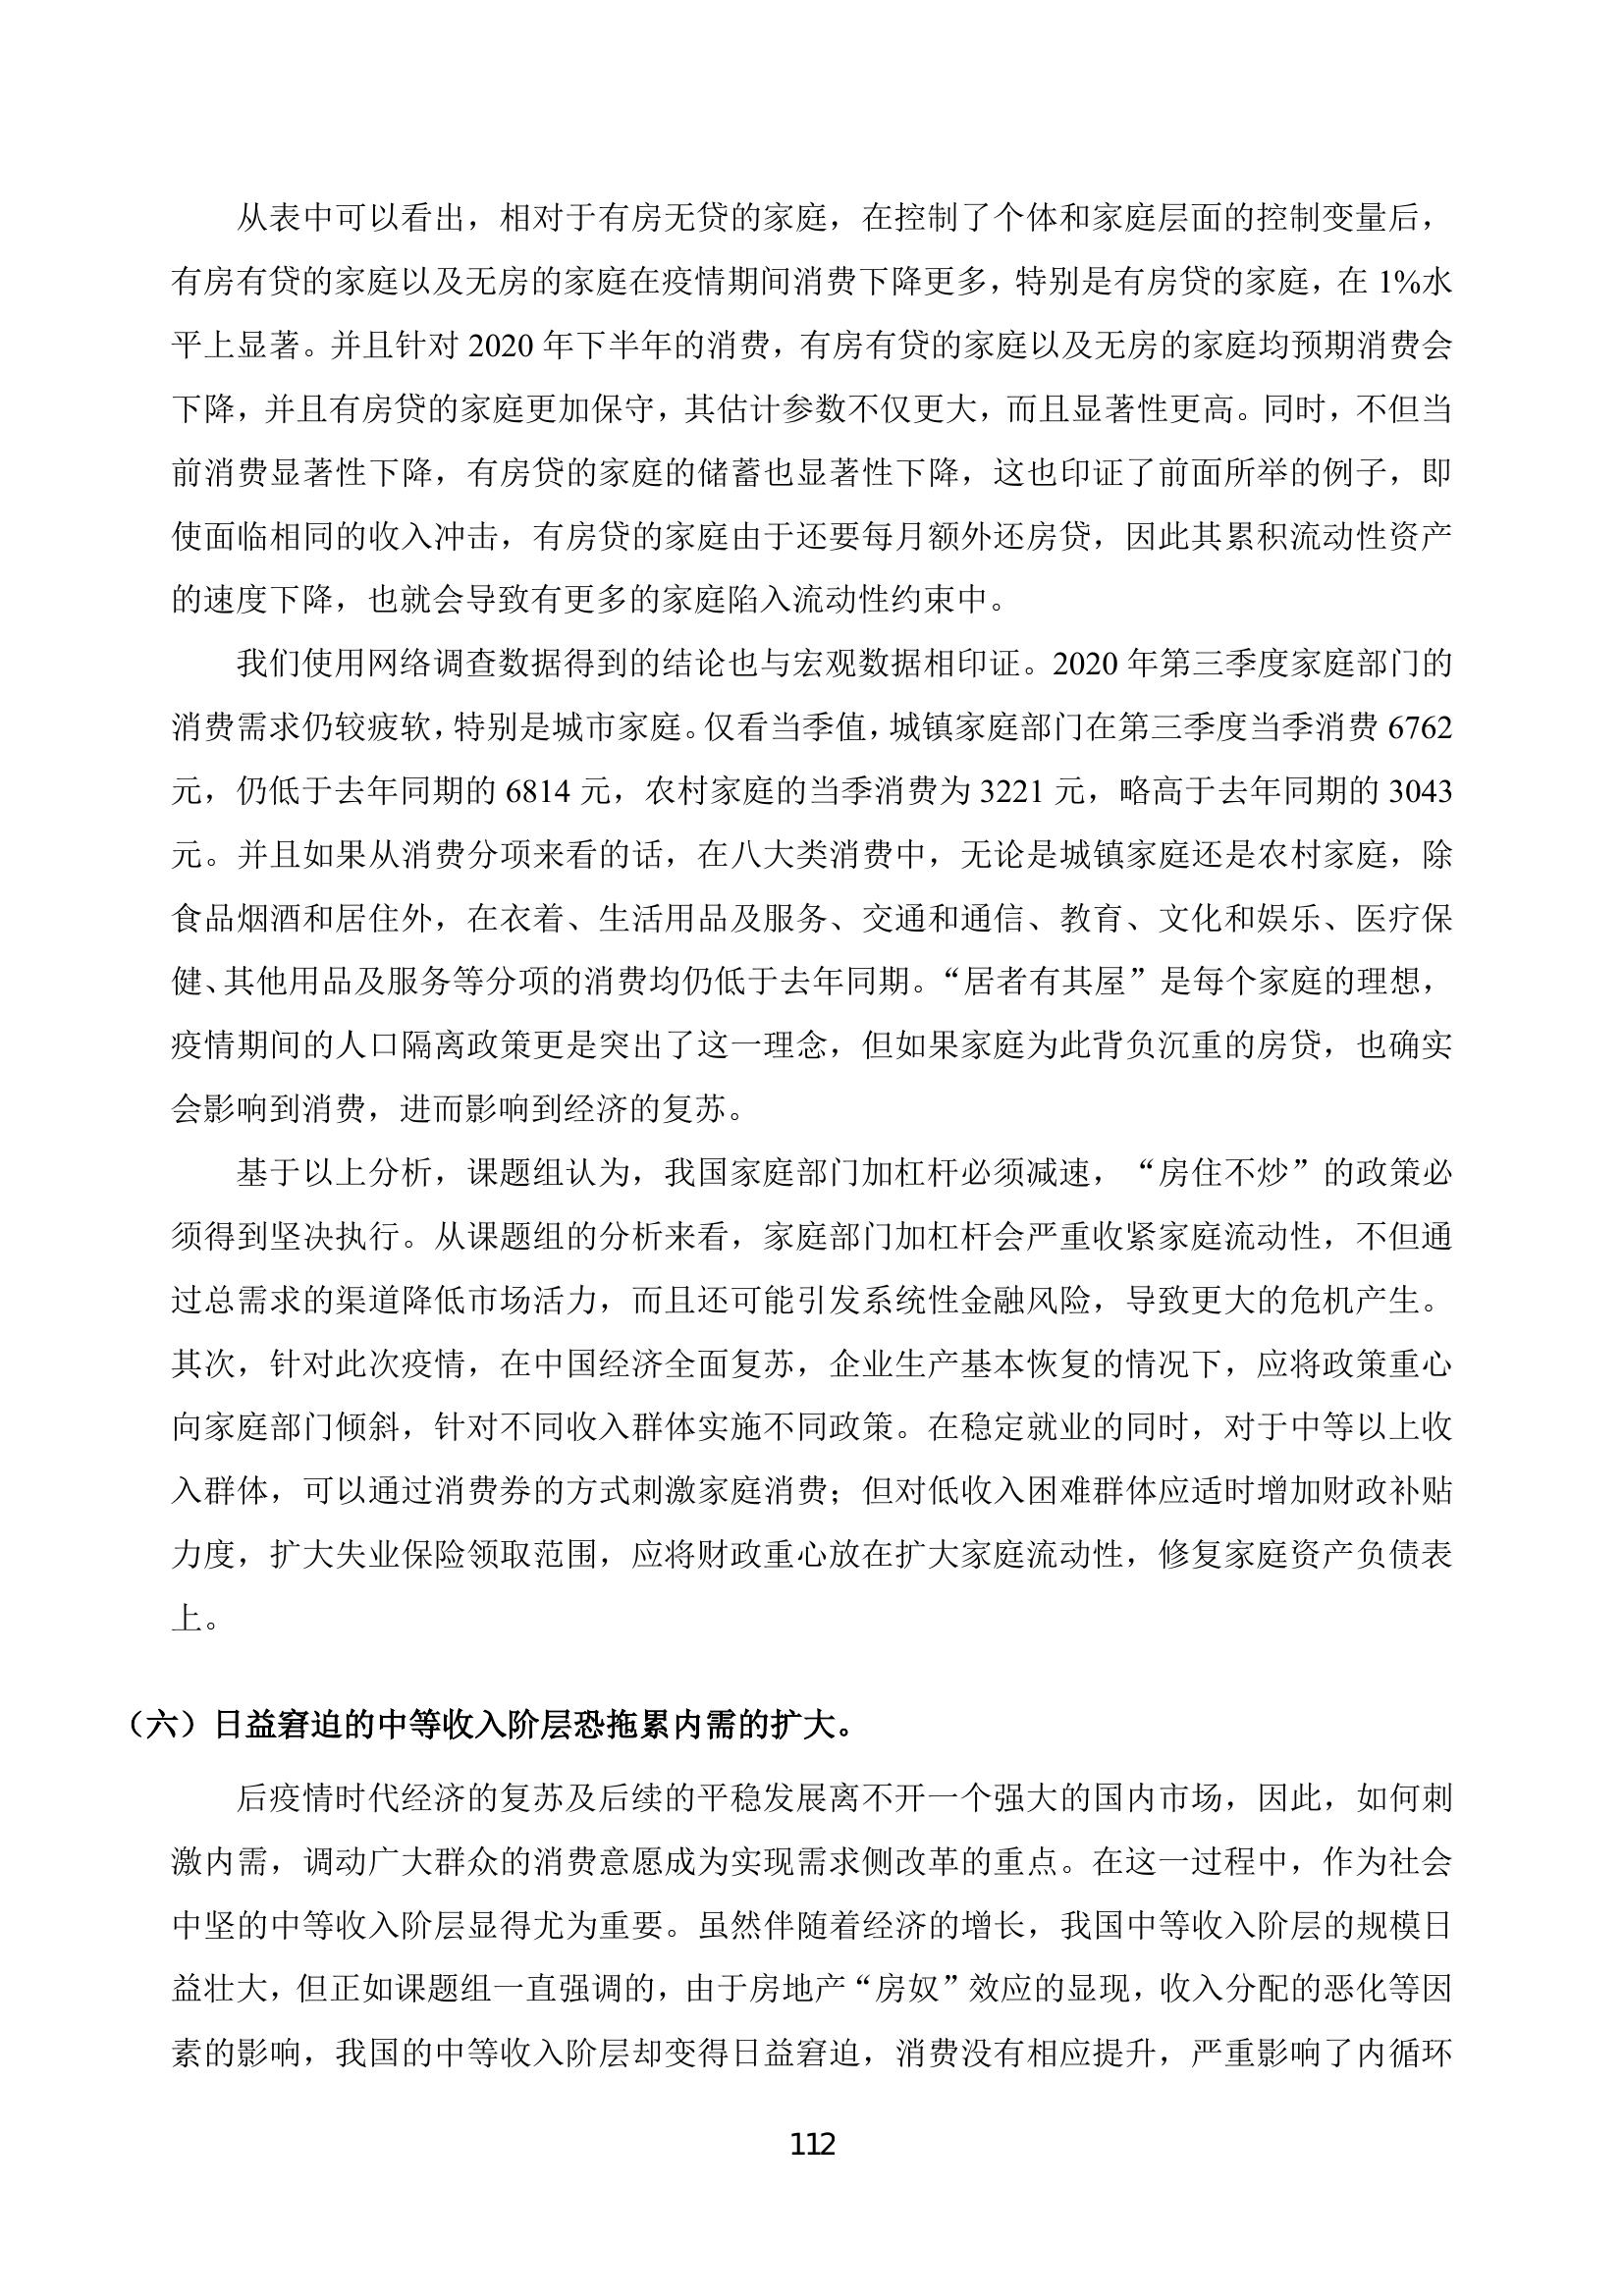 从表中可以看出，相对于有房无贷的家庭，在控制了个体和家庭层面的控制变量后，
有房有贷的家庭以及无房的家庭在疫情期间消费下降更多，特别是有房贷的家庭，在 1%水
平上显著。并且针对 2020 年下半年的消费，有房有贷的家庭以及无房的家庭均预期消费会
下降，并且有房贷的家庭更加保守，其估计参数不仅更大，而且显著性更高。同时，不但当
前消费显著性下降，有房贷的家庭的储蓄也显著性下降，这也印证了前面所举的例子，即
使面临相同的收入冲击，有房贷的家庭由于还要每月额外还房贷，因此其累积流动性资产
的速度下降，也就会导致有更多的家庭陷入流动性约束中。
我们使用网络调查数据得到的结论也与宏观数据相印证。2020 年第三季度家庭部门的
消费需求仍较疲软，特别是城市家庭。仅看当季值，城镇家庭部门在第三季度当季消费 6762
元，仍低于去年同期的 6814 元，农村家庭的当季消费为 3221 元，略高于去年同期的 3043
元。并且如果从消费分项来看的话，在八大类消费中，无论是城镇家庭还是农村家庭，除
食品烟酒和居住外，在衣着、生活用品及服务、交通和通信、教育、文化和娱乐、医疗保
健、其他用品及服务等分项的消费均仍低于去年同期。“居者有其屋”是每个家庭的理想，
疫情期间的人口隔离政策更是突出了这一理念，但如果家庭为此背负沉重的房贷，也确实
会影响到消费，进而影响到经济的复苏。
基于以上分析，课题组认为，我国家庭部门加杠杆必须减速，“房住不炒”的政策必
须得到坚决执行。从课题组的分析来看，家庭部门加杠杆会严重收紧家庭流动性，不但通
过总需求的渠道降低市场活力，而且还可能引发系统性金融风险，导致更大的危机产生。
其次，针对此次疫情，在中国经济全面复苏，企业生产基本恢复的情况下，应将政策重心
向家庭部门倾斜，针对不同收入群体实施不同政策。在稳定就业的同时，对于中等以上收
入群体，可以通过消费券的方式刺激家庭消费；但对低收入困难群体应适时增加财政补贴
力度，扩大失业保险领取范围，应将财政重心放在扩大家庭流动性，修复家庭资产负债表
上。
（六）日益窘迫的中等收入阶层恐拖累内需的扩大。
后疫情时代经济的复苏及后续的平稳发展离不开一个强大的国内市场，因此，如何刺
激内需，调动广大群众的消费意愿成为实现需求侧改革的重点。在这一过程中，作为社会
中坚的中等收入阶层显得尤为重要。虽然伴随着经济的增长，我国中等收入阶层的规模日
益壮大，但正如课题组一直强调的，由于房地产“房奴”效应的显现，收入分配的恶化等因
素的影响，我国的中等收入阶层却变得日益窘迫，消费没有相应提升，严重影响了内循环
112